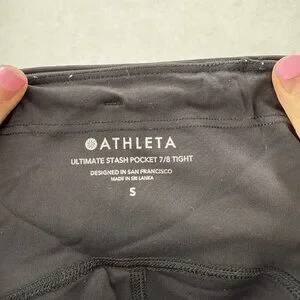 ATHLETA
ULTIMATE STASH POCKET 7/8 TIGHT
DESIGNED IN SAN FRANCISCO
MADE IN SRI LANKA
S